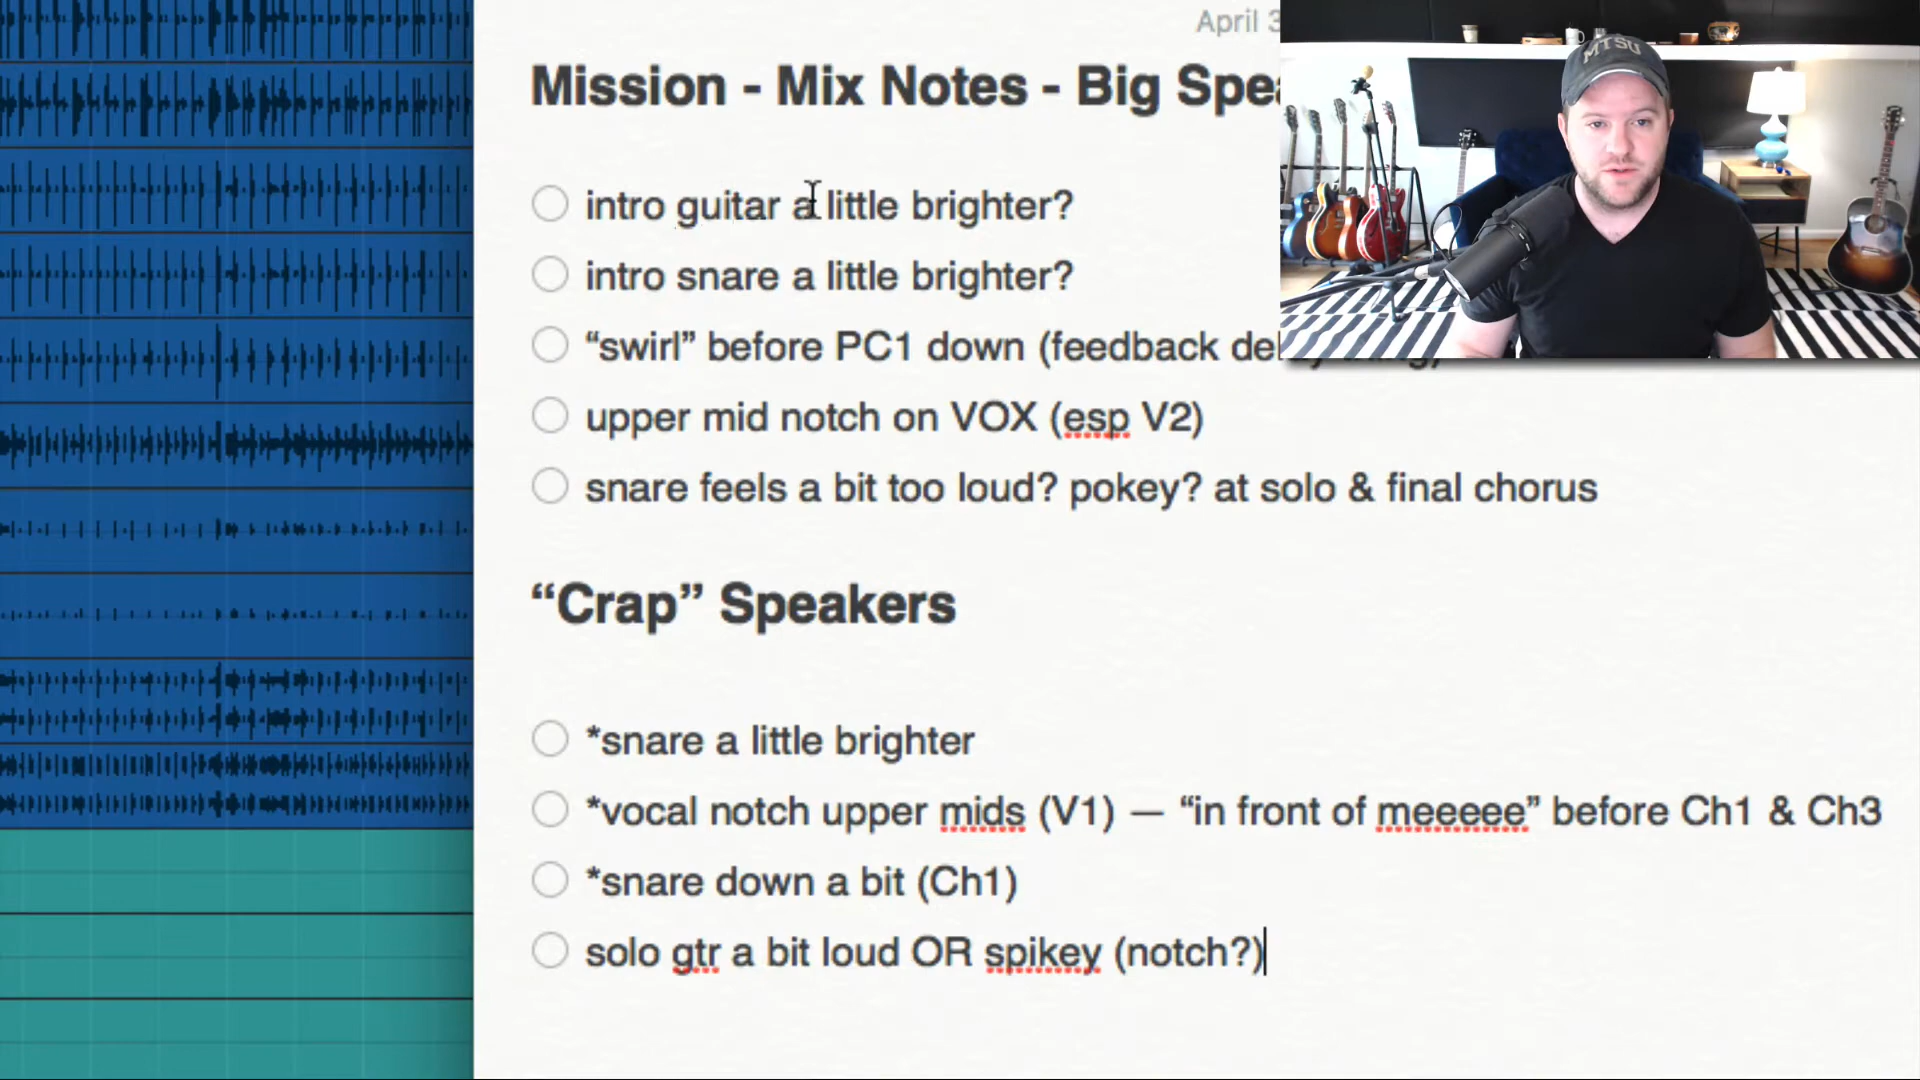 April 3
MTSU
Mission - Mix Notes - Big Spea
intro guitar a little brighter?
intro snare a little brighter?
“swirl” before PC1 down (feedback del
upper mid notch on VOX (esp V2)
snare feels a bit too loud? pokey? at solo & final chorus
“Crap” Speakers
*snare a little brighter
*vocal notch upper mids (V1) — “in front of meeeee” before Ch1 & Ch3
*snare down a bit (Ch1)
solo gtr a bit loud OR spikey (notch?)